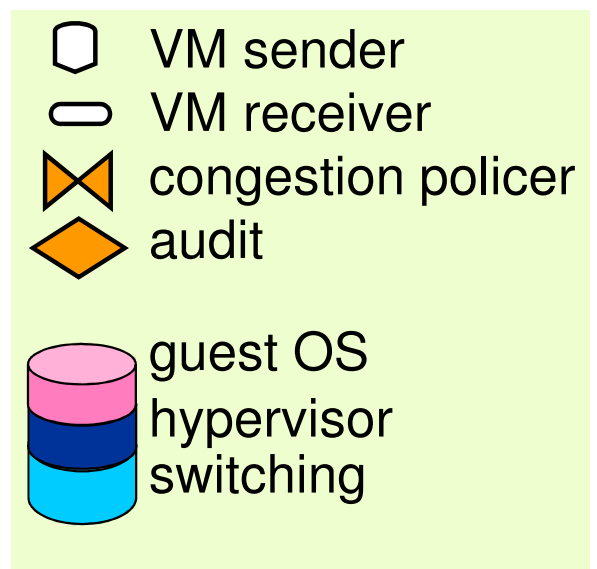 VM sender
VM receiver
congestion policer
audit
guest OS
hypervisor
switching